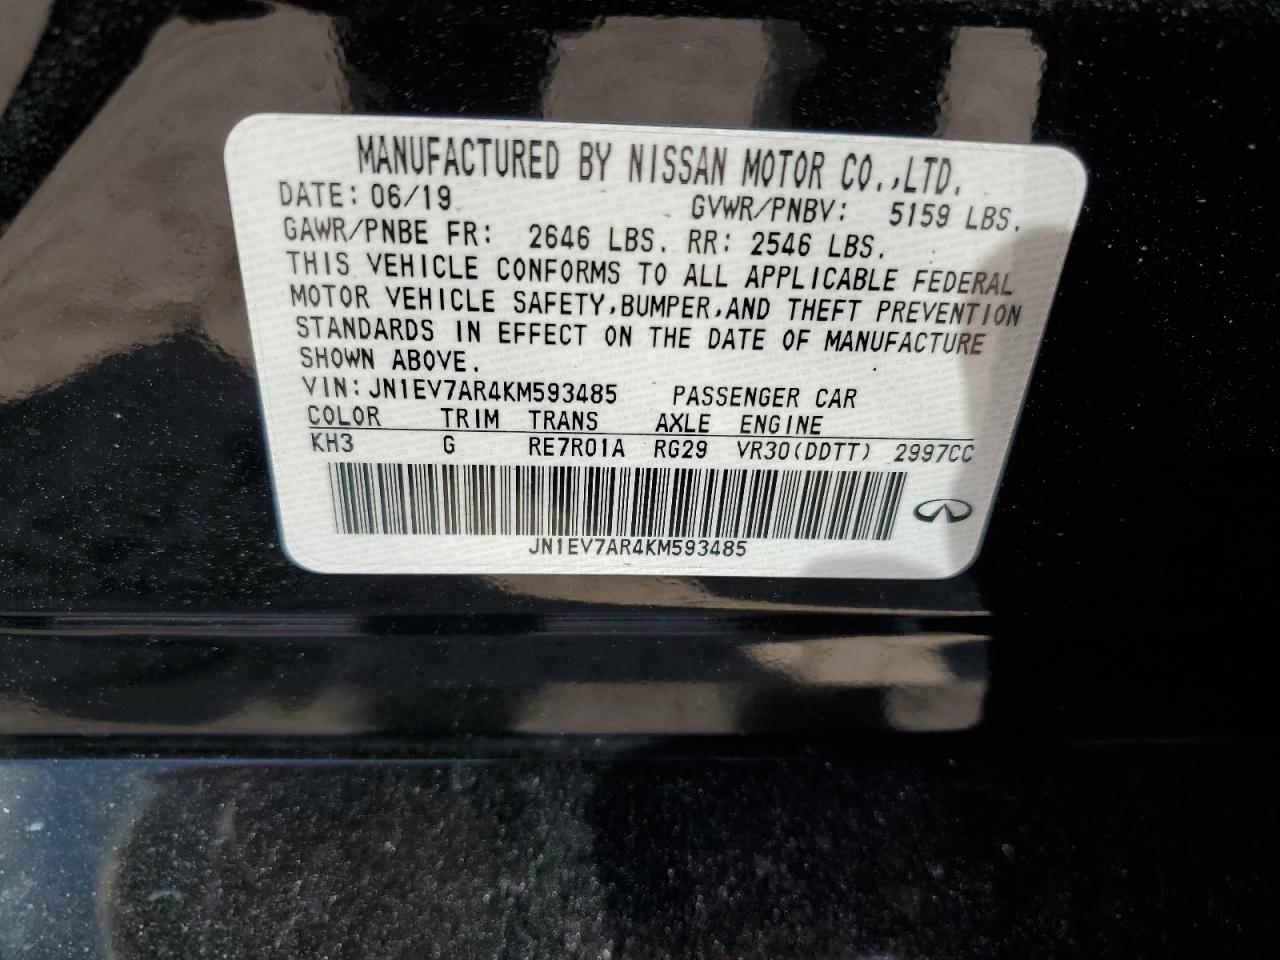 MANUFACTURED BY NISSAN MOTOR CO.,LTD.
DATE: 06/19 GVWR/PNBV: 5159 LBS.
GAWR/PNBE FR: 2646 LBS. RR: 2546 LBS.
THIS VEHICLE CONFORMS TO ALL APPLICABLE FEDERAL
MOTOR VEHICLE SAFETY,BUMPER,AND THEFT PREVENTION
STANDARDS IN EFFECT ON THE DATE OF MANUFACTURE
SHOWN ABOVE.
VIN: JN1EV7AR4KM593485 PASSENGER CAR
COLOR TRIM TRANS AXLE ENGINE
KH3 G RE7R01A RG29 VR30(DDTT) 2997CC
JN1EV7AR4KM593485